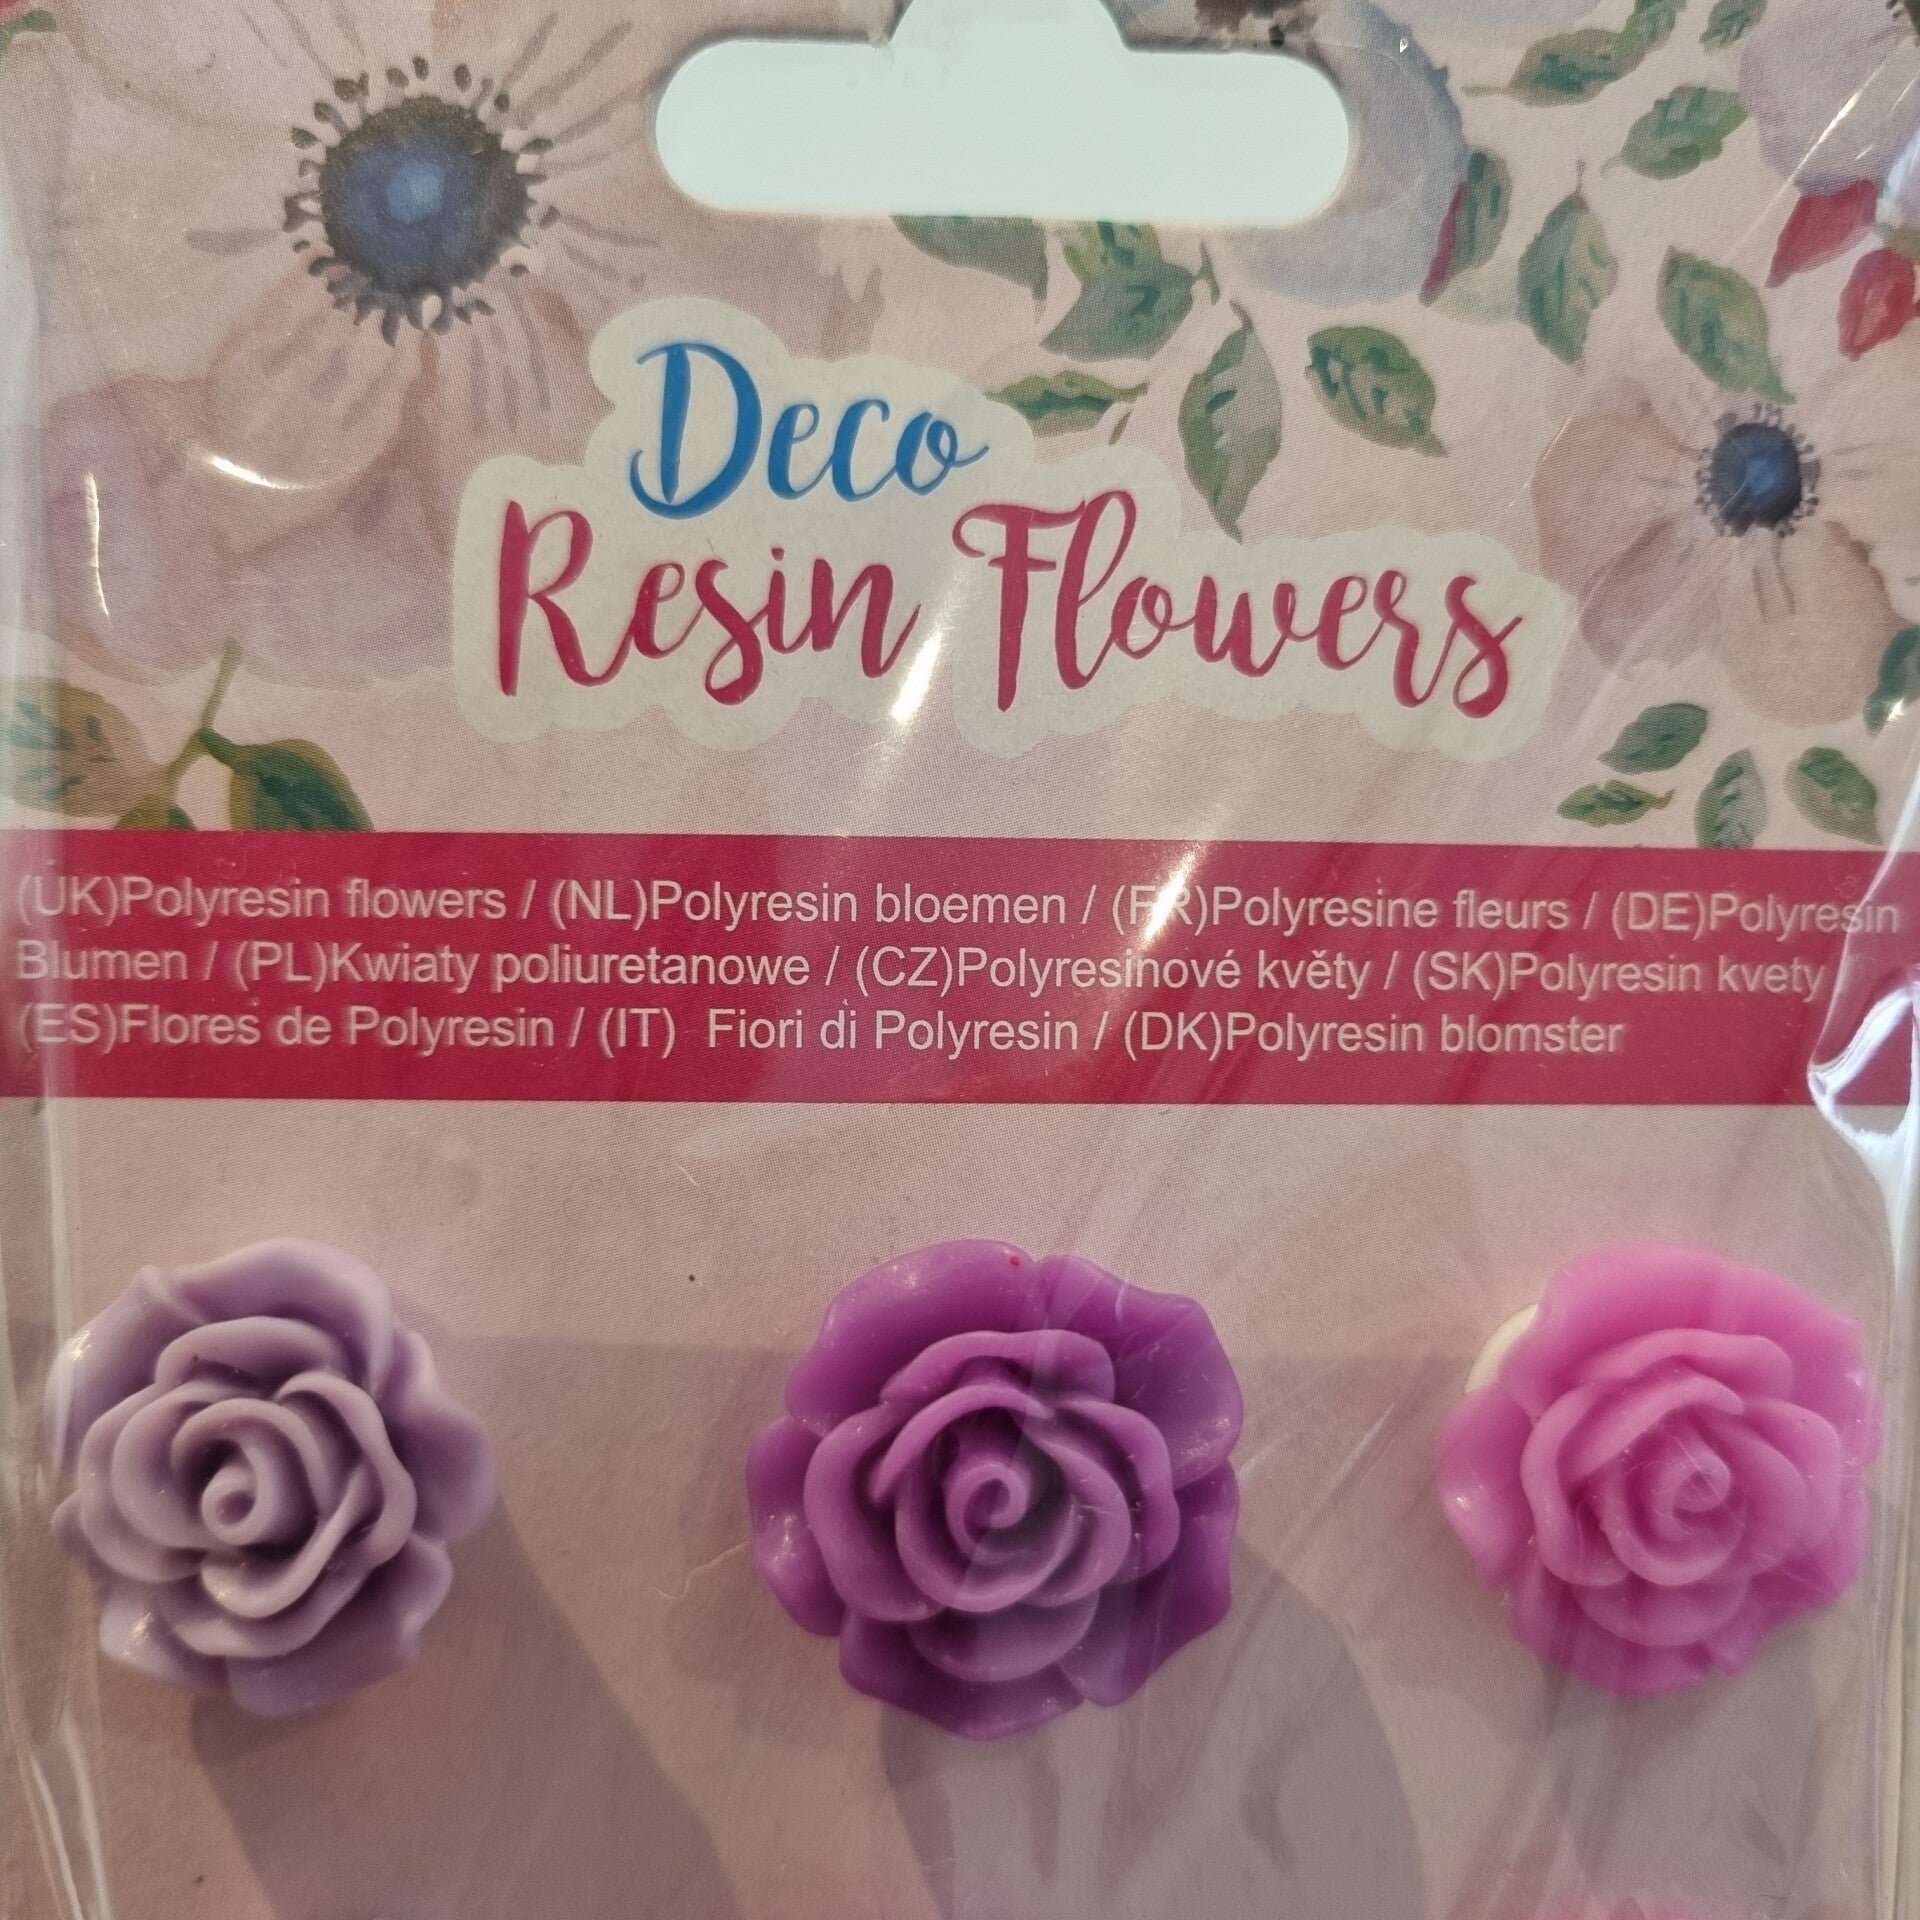 Deco
Resin Flowers
(UK)Polyresin flowers / (NL)Polyresin bloemen / (FR)Polyresine fleurs / (DE)Polyresin
Blumen / (PL)Kwiaty poliuretanowe / (CZ)Polyresinové květy / (SK)Polyresin kvety /
(ES)Flores de Polyresin / (IT) Fiori di Polyresin / (DK)Polyresin blomster